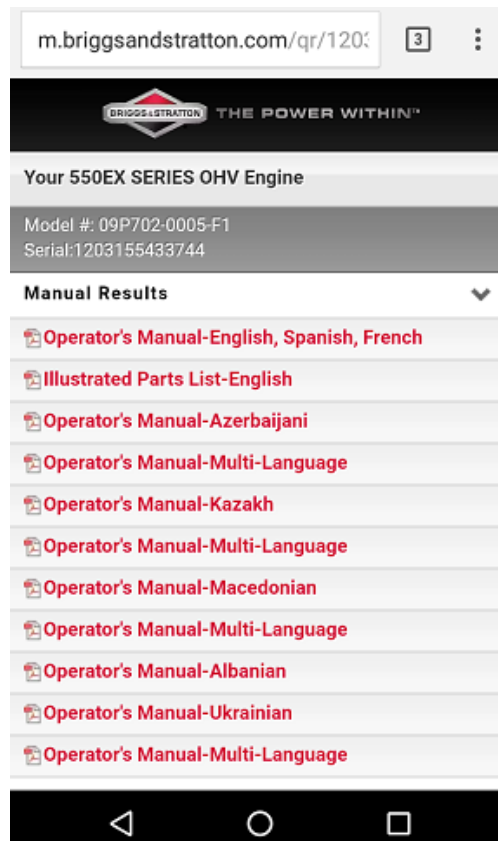 m.briggsandstratton.com/qr/1203
3
BRIGGS&STRATTON THE POWER WITHIN™
Your 550EX SERIES OHV Engine
Model #: 09P702-0005-F1
Serial:1203155433744
Manual Results
Operator's Manual-English, Spanish, French
Illustrated Parts List-English
Operator's Manual-Azerbaijani
Operator's Manual-Multi-Language
Operator's Manual-Kazakh
Operator's Manual-Multi-Language
Operator's Manual-Macedonian
Operator's Manual-Multi-Language
Operator's Manual-Albanian
Operator's Manual-Ukrainian
Operator's Manual-Multi-Language